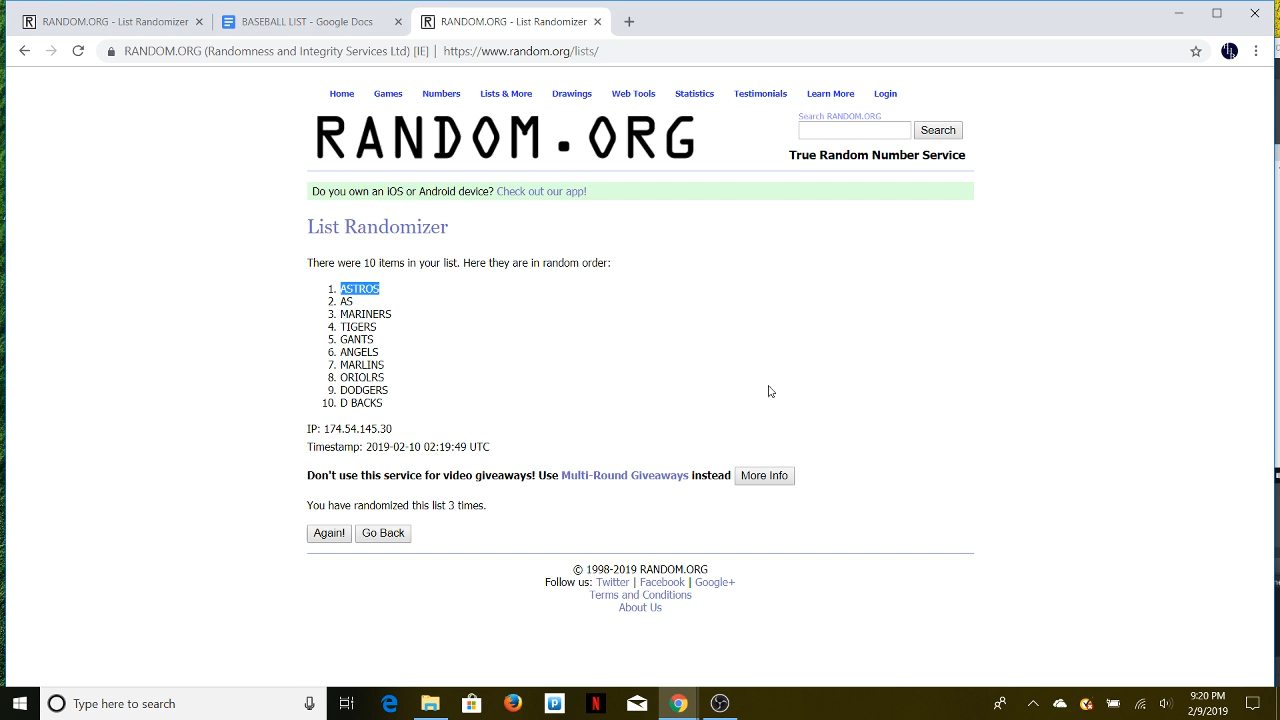 RANDOM.ORG - List Randomizer
BASEBALL LIST - Google Docs
RANDOM.ORG - List Randomizer
RANDOM.ORG (Randomness and Integrity Services Ltd) [IE] | https://www.random.org/lists/
Home Games Numbers Lists & More Drawings Web Tools Statistics Testimonials Learn More Login
RANDOM.ORG
Search RANDOM.ORG
Search
True Random Number Service
Do you own an iOS or Android device? Check out our app!
List Randomizer
There were 10 items in your list. Here they are in random order:
1. ASTROS
2. AS
3. MARINERS
4. TIGERS
5. GANTS
6. ANGELS
7. MARLINS
8. ORIOLRS
9. DODGERS
10. D BACKS
IP: 174.54.145.30
Timestamp: 2019-02-10 02:19:49 UTC
Don't use this service for video giveaways! Use Multi-Round Giveaways instead More Info
You have randomized this list 3 times.
Again! Go Back
© 1998-2019 RANDOM.ORG
Follow us: Twitter | Facebook | Google+
Terms and Conditions
About Us
Type here to search
9:20 PM
2/9/2019